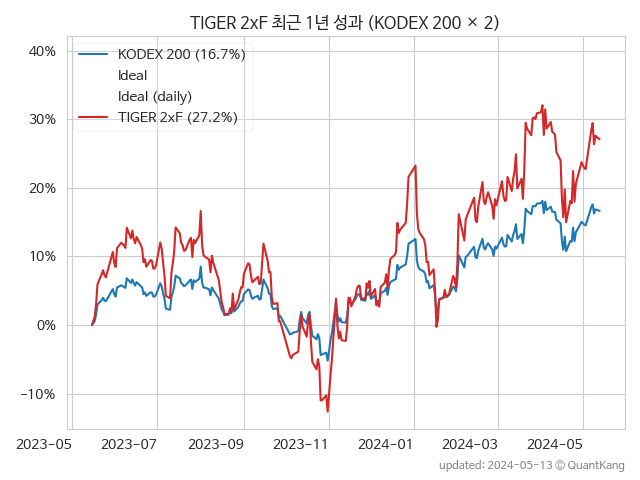 TIGER 2xF 최근 1년 성과 (KODEX 200 × 2)
40%
30%
20%
10%
0%
−10%
KODEX 200 (16.7%)
Ideal
Ideal (daily)
TIGER 2xF (27.2%)
2023-05
2023-07
2023-09
2023-11
2024-01
2024-03
2024-05
updated: 2024-05-13 © QuantKang